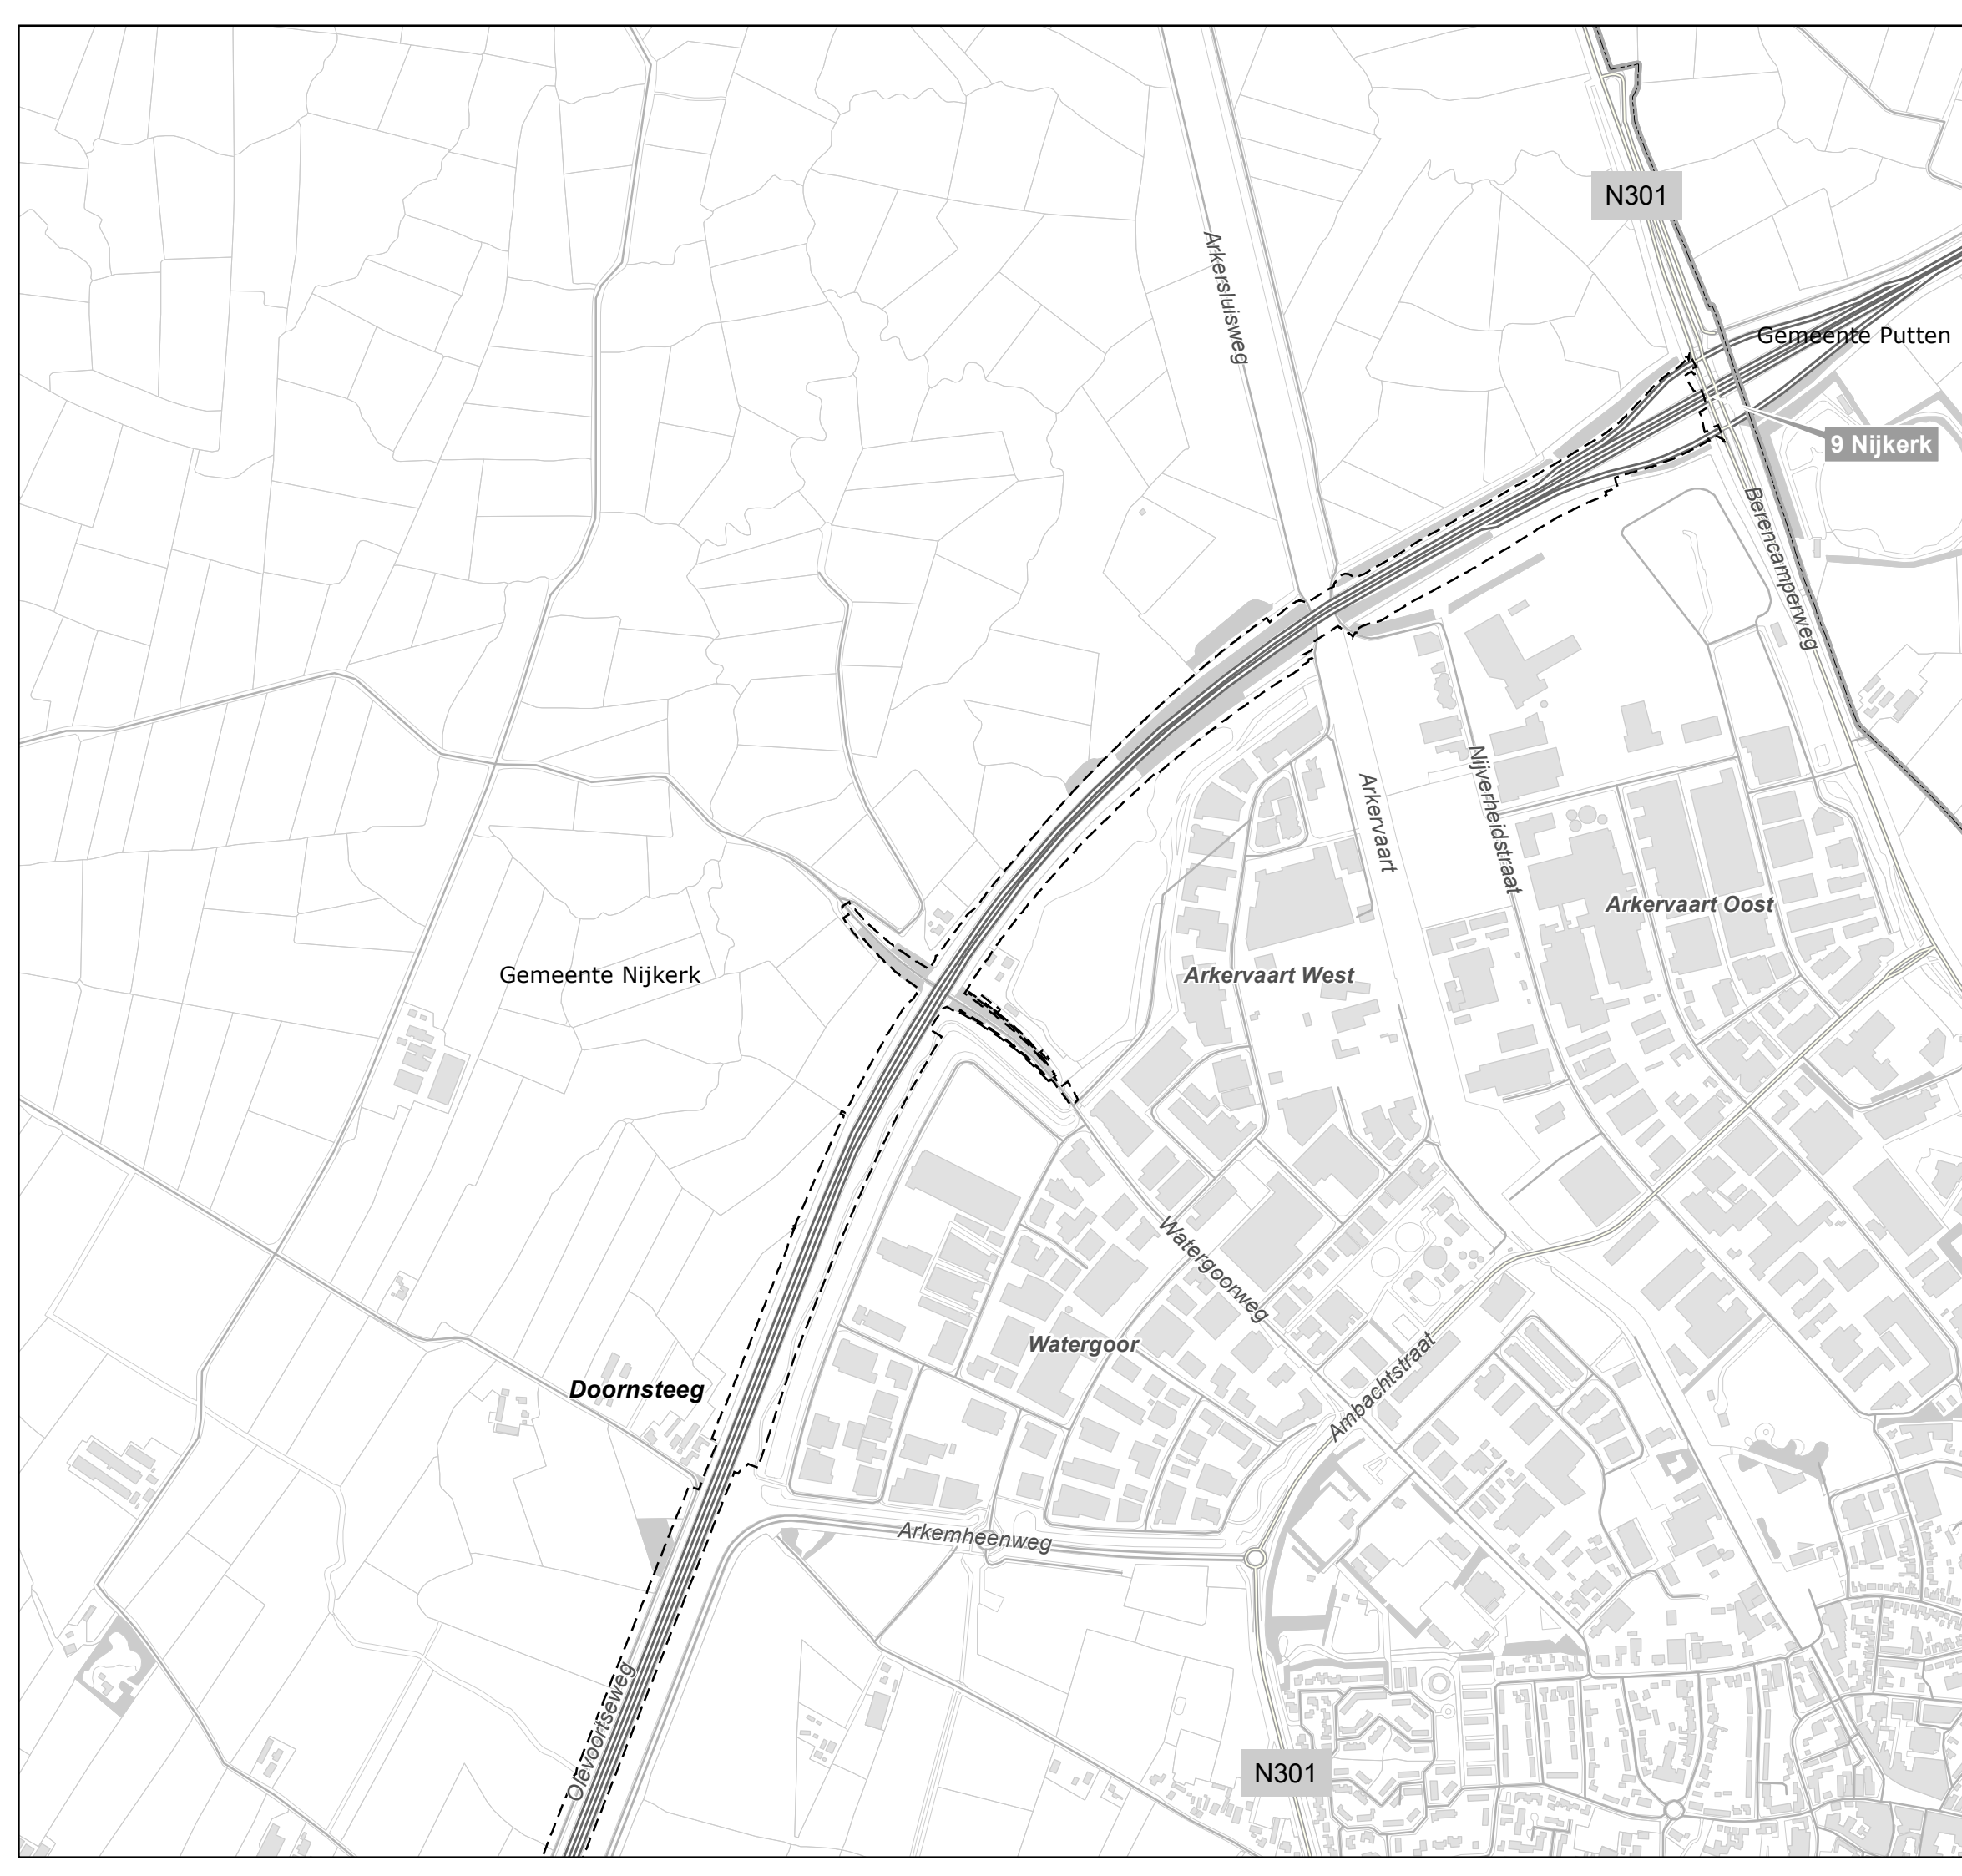 N301
Arkersluisweg
Gemeente Putten
9 Nijkerk
Berencamperweg
Arkervaart
Nijverheidstraat
Arkervaart Oost
Gemeente Nijkerk
Arkervaart West
Watergoorweg
Watergoor
Ambachtstraat
Doornsteeg
Arkemheenweg
Olevoortseweg
N301